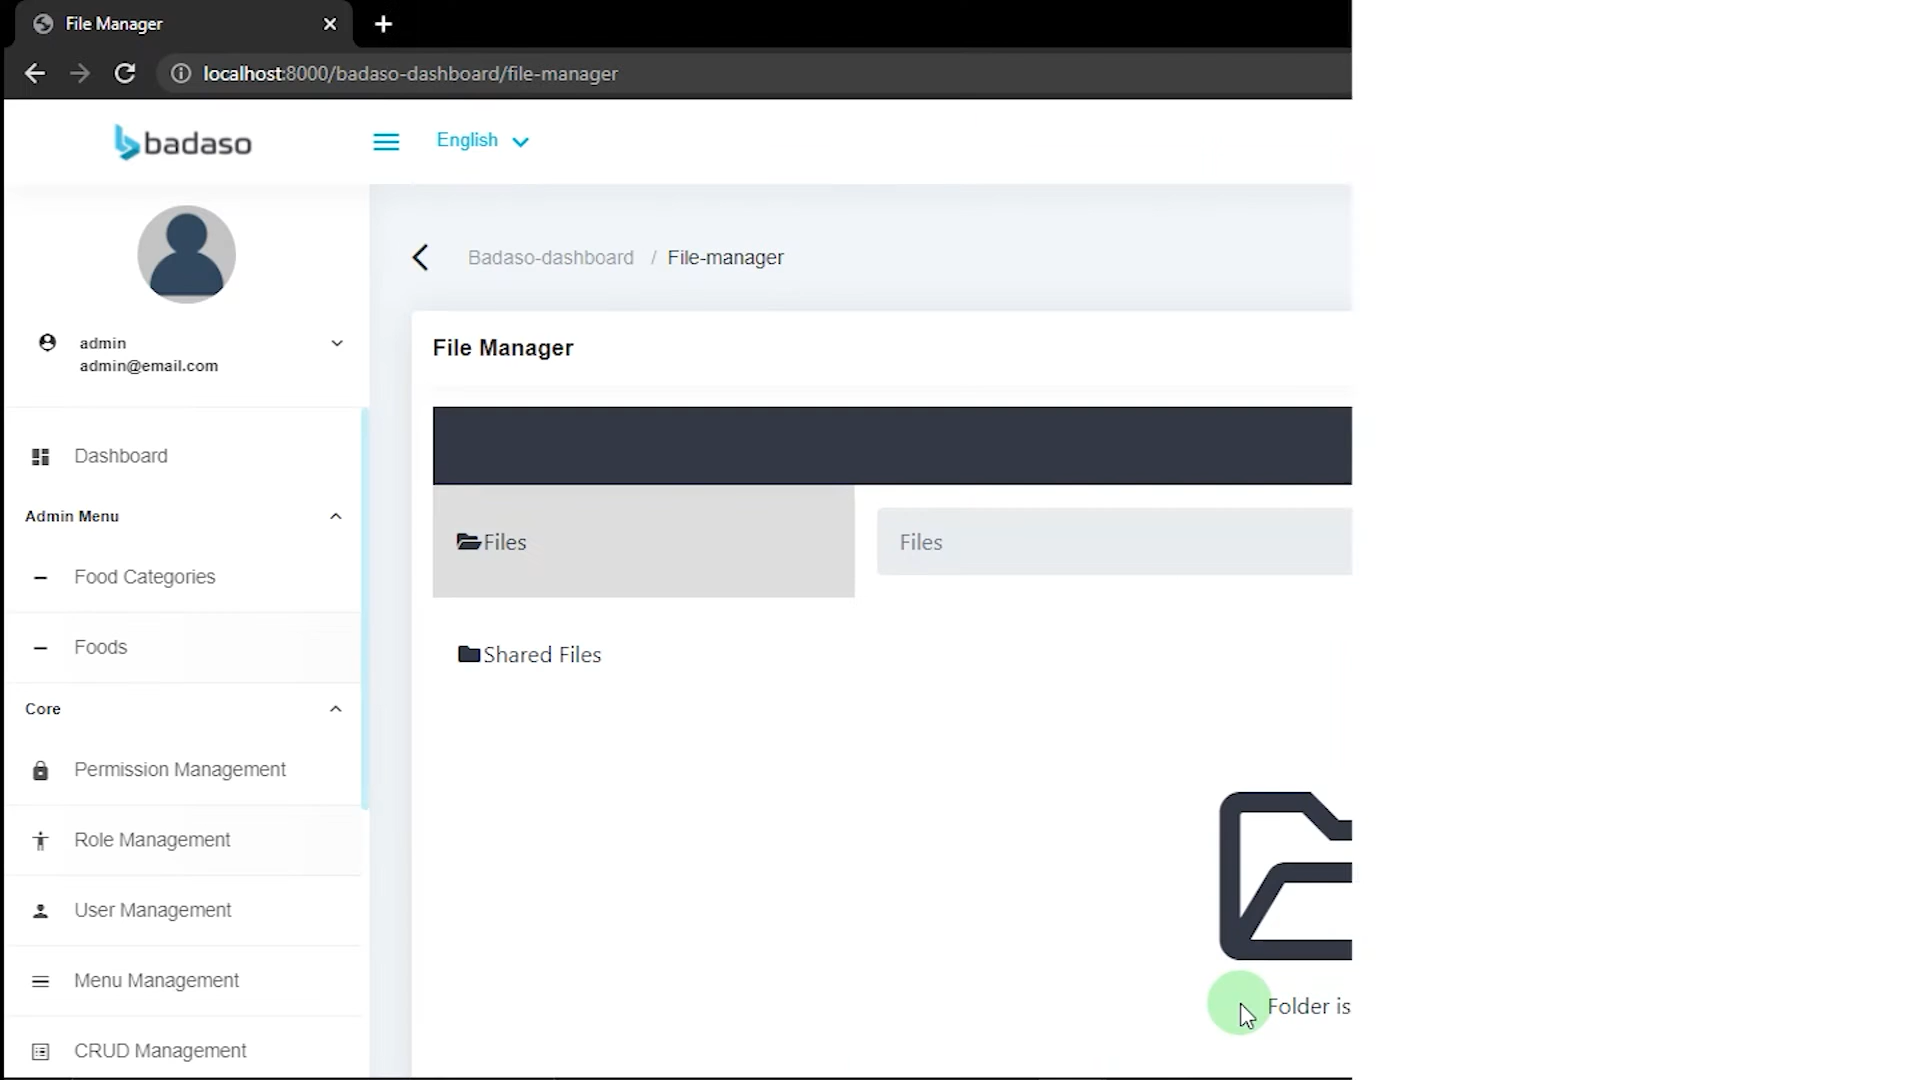 File Manager
localhost:8000/badaso-dashboard/file-manager
badaso
English
Badaso-dashboard / File-manager
admin
admin@email.com
File Manager
Dashboard
Admin Menu
Food Categories
Foods
Core
Permission Management
Role Management
User Management
Menu Management
CRUD Management
Files
Files
Shared Files
Folder is